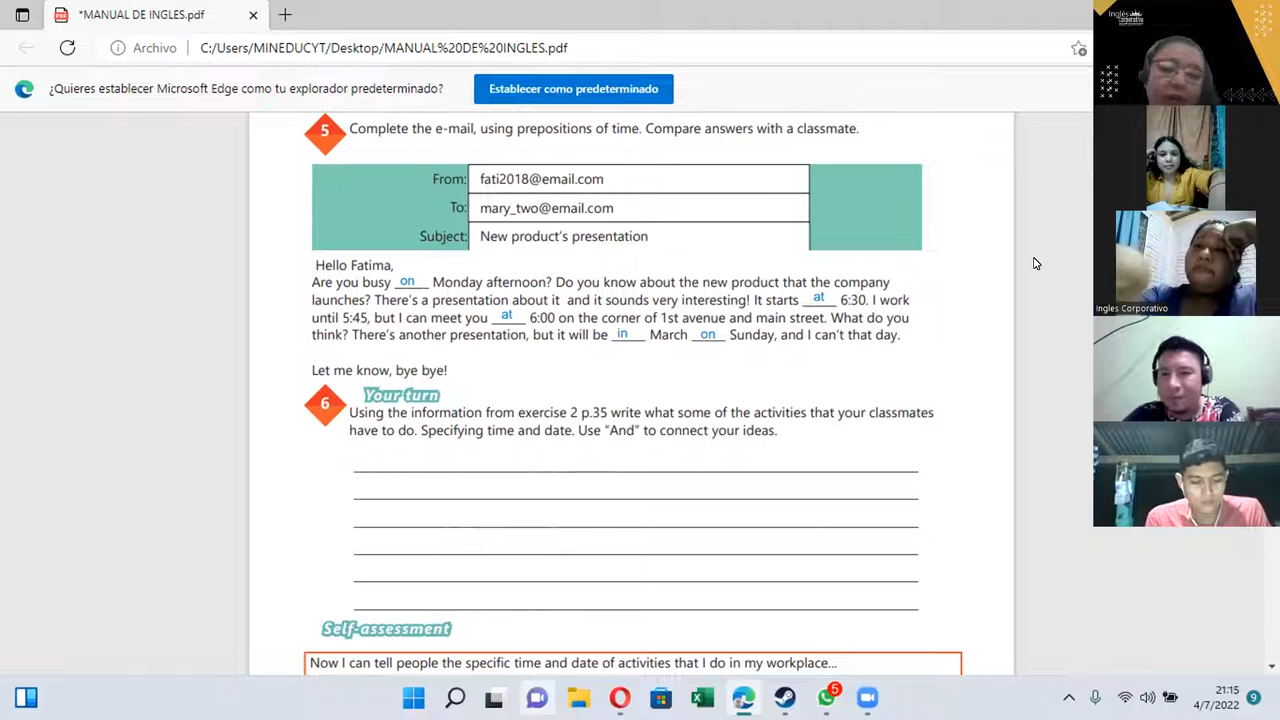 *MANUAL DE INGLES.pdf
Archivo
C:/Users/MINEDUCYT/Desktop/MANUAL%20DE%20INGLES.pdf
¿Quieres establecer Microsoft Edge como tu explorador predeterminado?
Establecer como predeterminado
Inglés
Corporativo
5
Complete the e-mail, using prepositions of time. Compare answers with a classmate.
From: fati2018@email.com
To: mary_two@email.com
Subject: New product's presentation
Hello Fatima,
Are you busy on Monday afternoon? Do you know about the new product that the company
launches? There's a presentation about it and it sounds very interesting! It starts at 6:30. I work
until 5:45, but I can meet you at 6:00 on the corner of 1st avenue and main street. What do you
think? There's another presentation, but it will be in March on Sunday, and I can't that day.
Let me know, bye bye!
Ingles Corporativo
6
Your turn
Using the information from exercise 2 p.35 write what some of the activities that your classmates
have to do. Specifying time and date. Use "And" to connect your ideas.
Self-assessment
Now I can tell people the specific time and date of activities that I do in my workplace...
5
21:15
4/7/2022
9